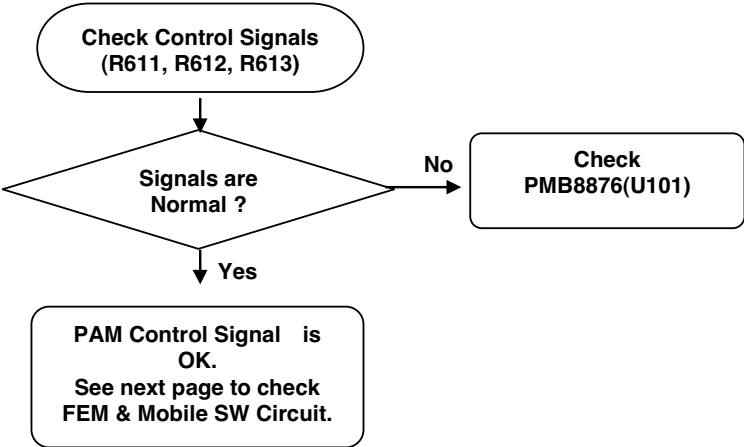 Check Control Signals
(R611, R612, R613)
Signals are
Normal ?
No
Check
PMB8876(U101)
Yes
PAM Control Signal is
OK.
See next page to check
FEM & Mobile SW Circuit.